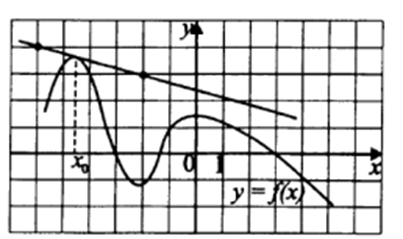 y
x₀
0 1
x
y = f(x)